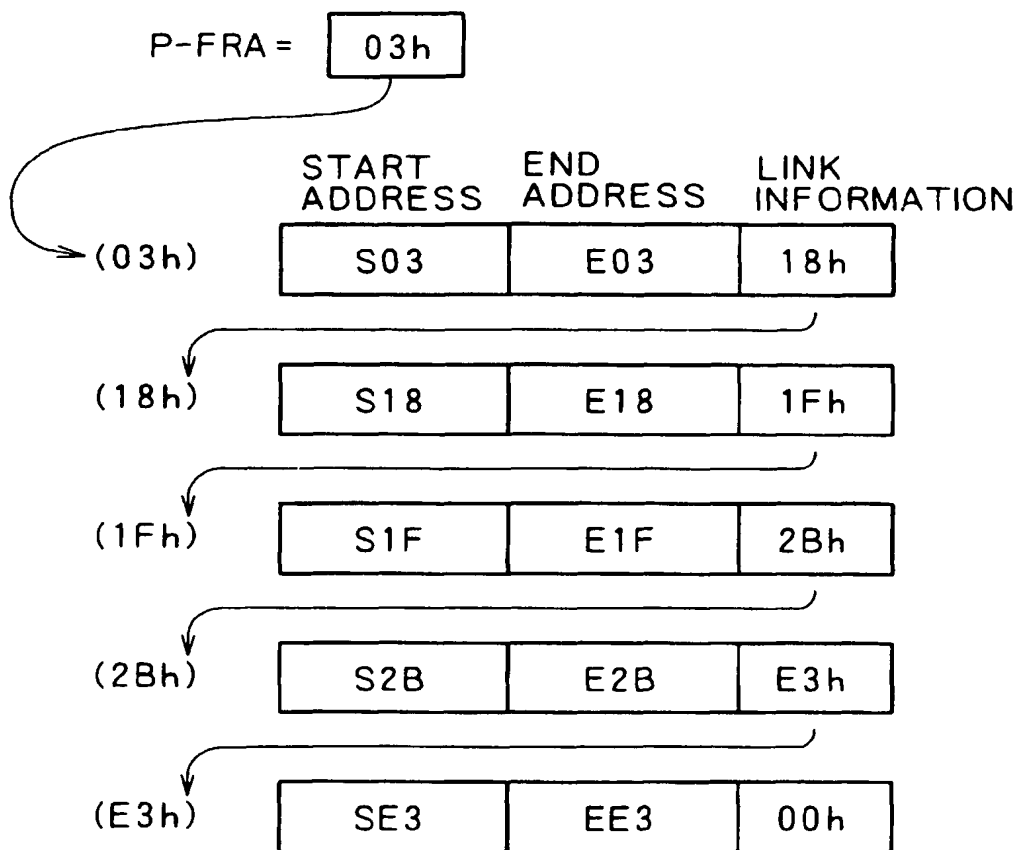 P-FRA= 03h
START ADDRESS END ADDRESS LINK INFORMATION
(03h) S03 E03 18h
(18h) S18 E18 1Fh
(1Fh) S1F E1F 2Bh
(2Bh) S2B E2B E3h
(E3h) SE3 EE3 00h